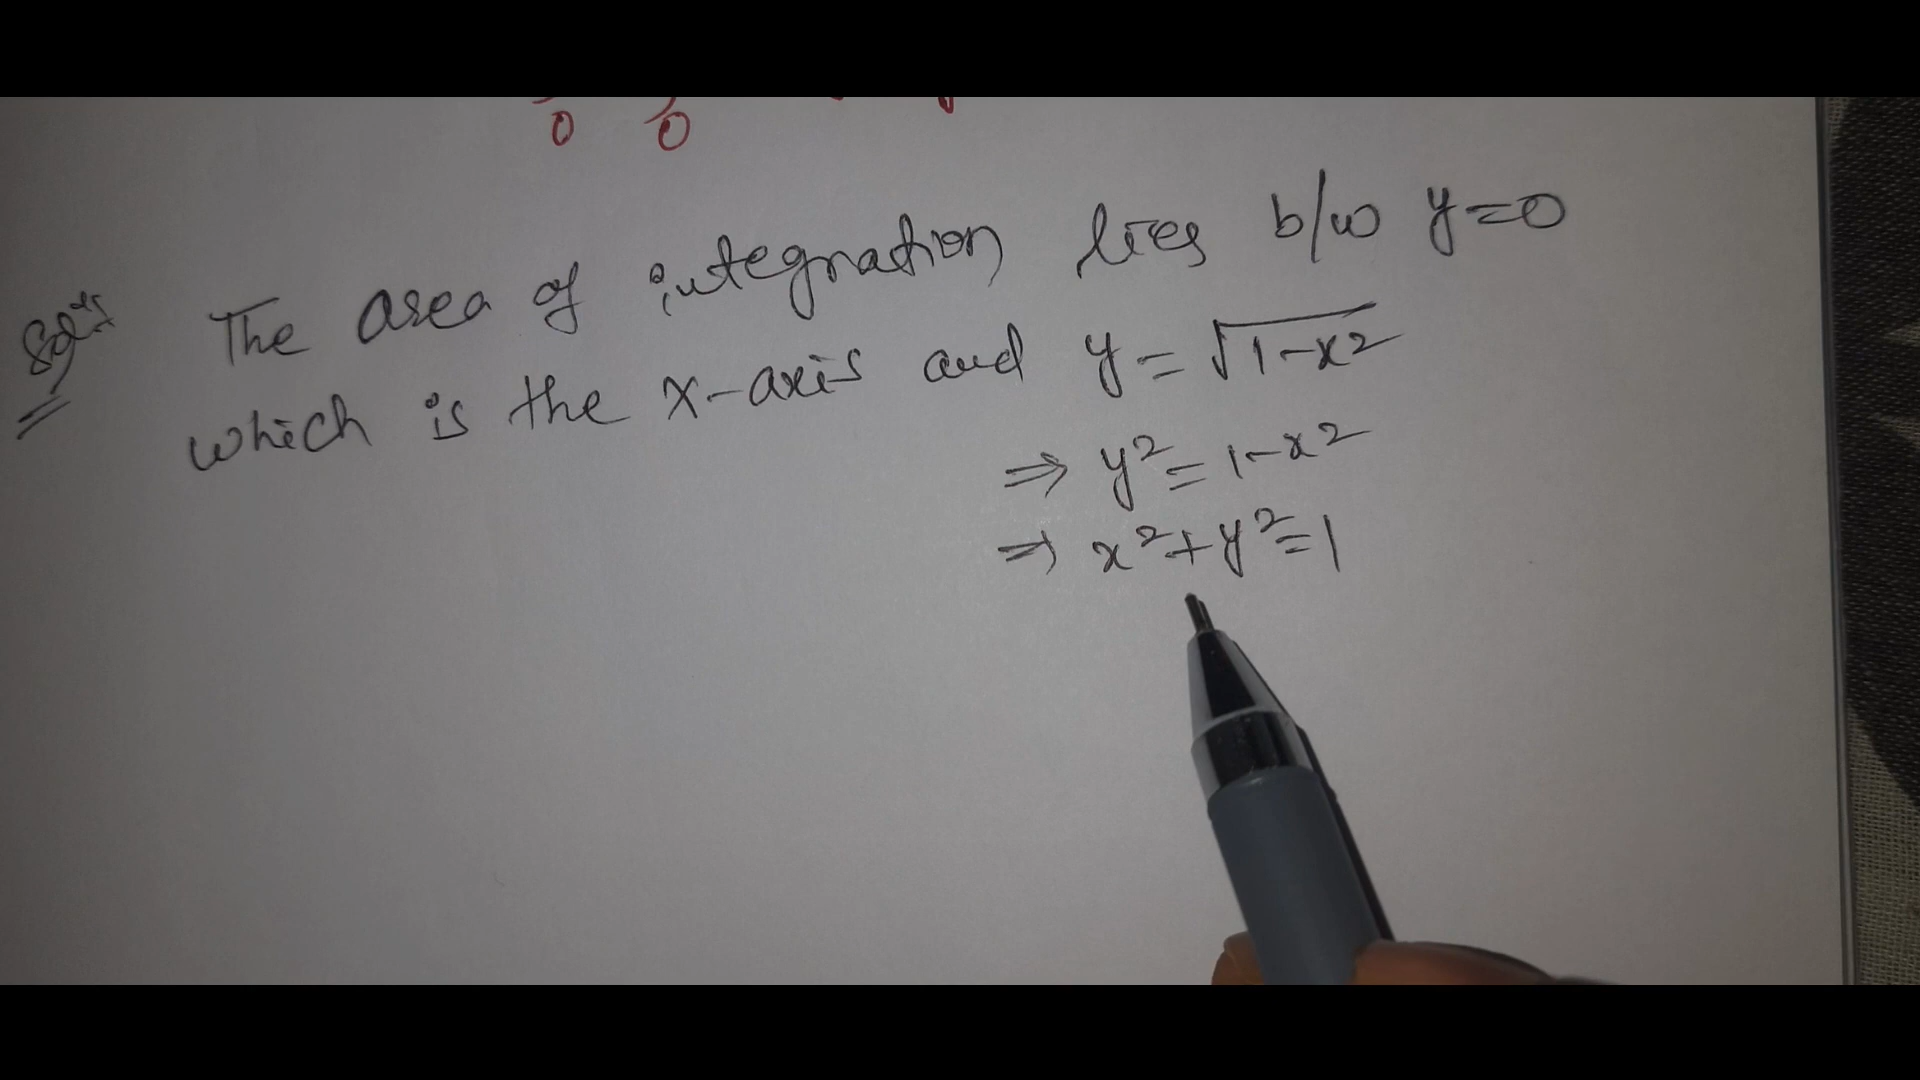 0 0
Solⁿ: The area of integration lies b/w y=0
which is the x-axis and y = √1-x²
⇒ y² = 1-x²
⇒ x²+y²=1